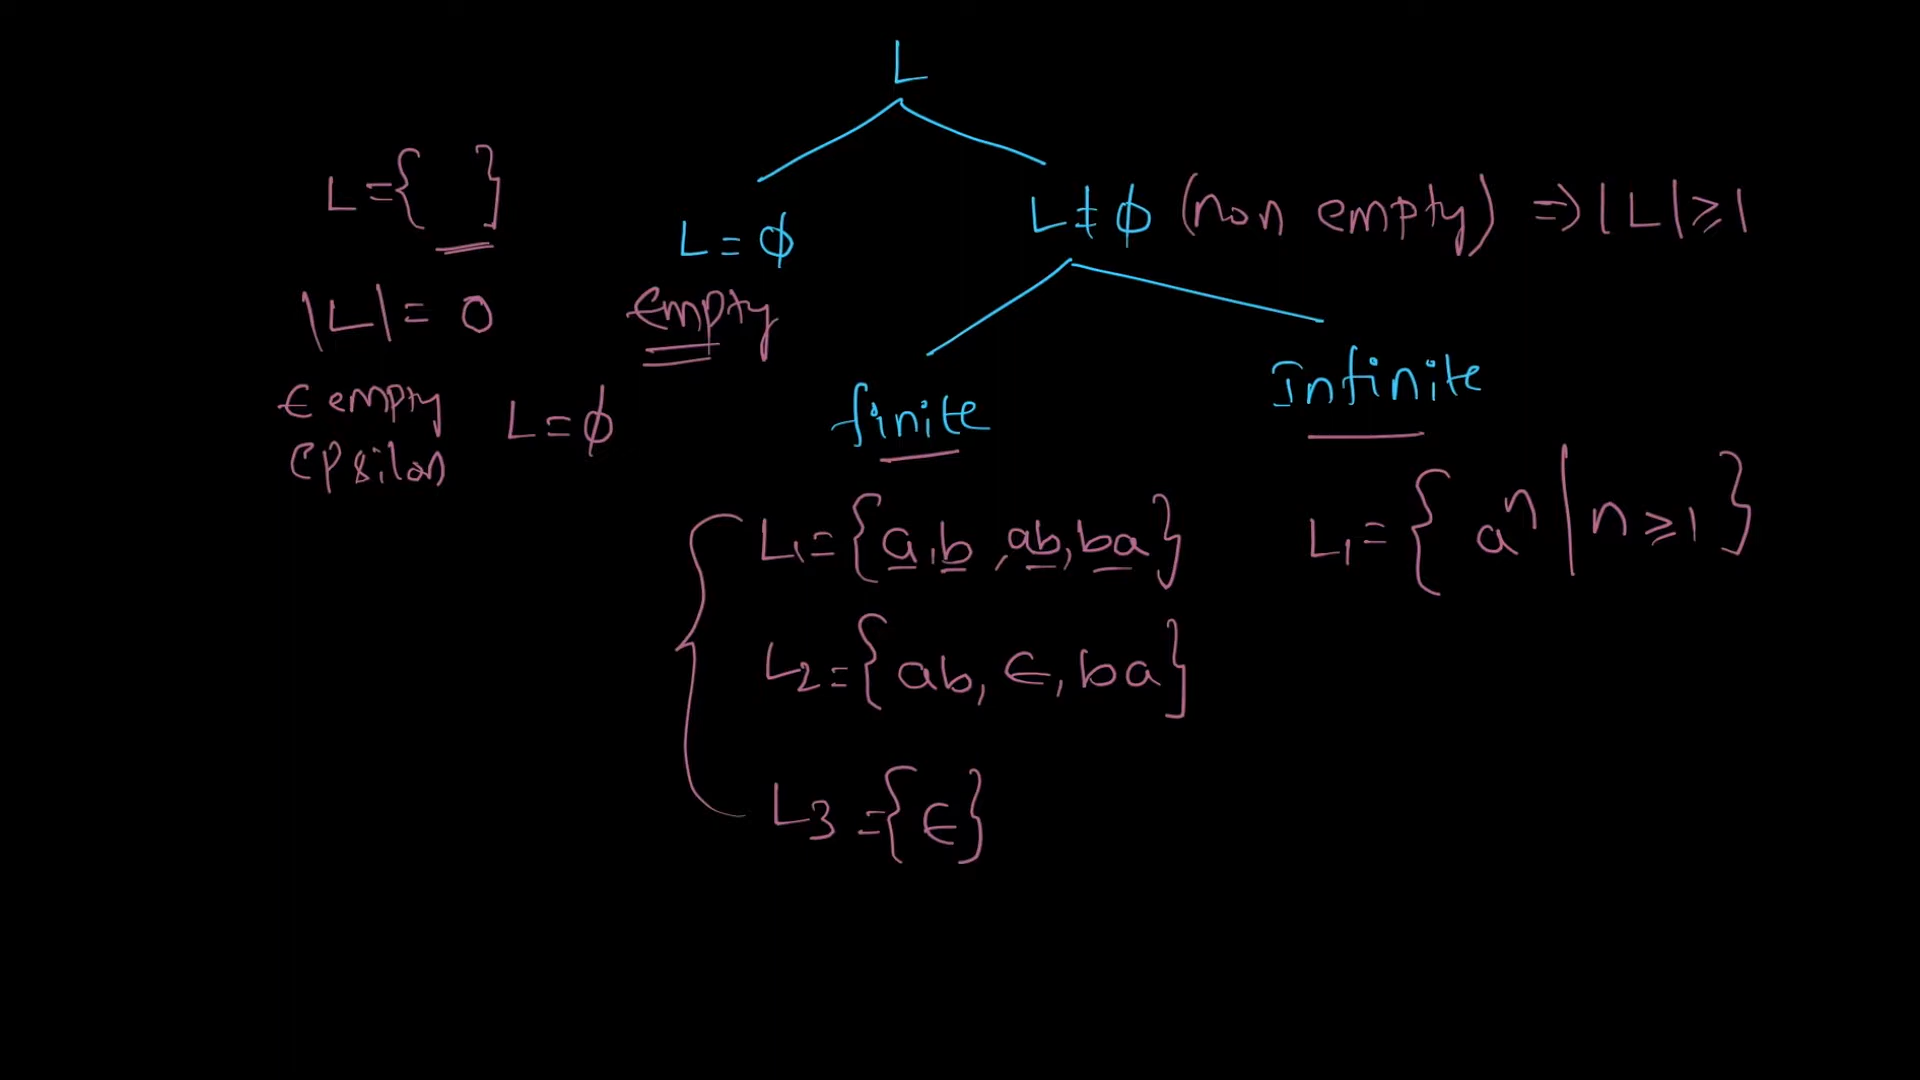 L
L = { }
L = ϕ
L ≠ ϕ (non empty) ⇒ |L| ≥ 1
|L| = 0
Empty
ϵ empty
L = ϕ
Epsilon
finite
Infinite
L₁ = { a, b, ab, ba }
L₁ = { aⁿ | n ≥ 1 }
L₂ = { ab, ϵ, ba }
L₃ = { ϵ }